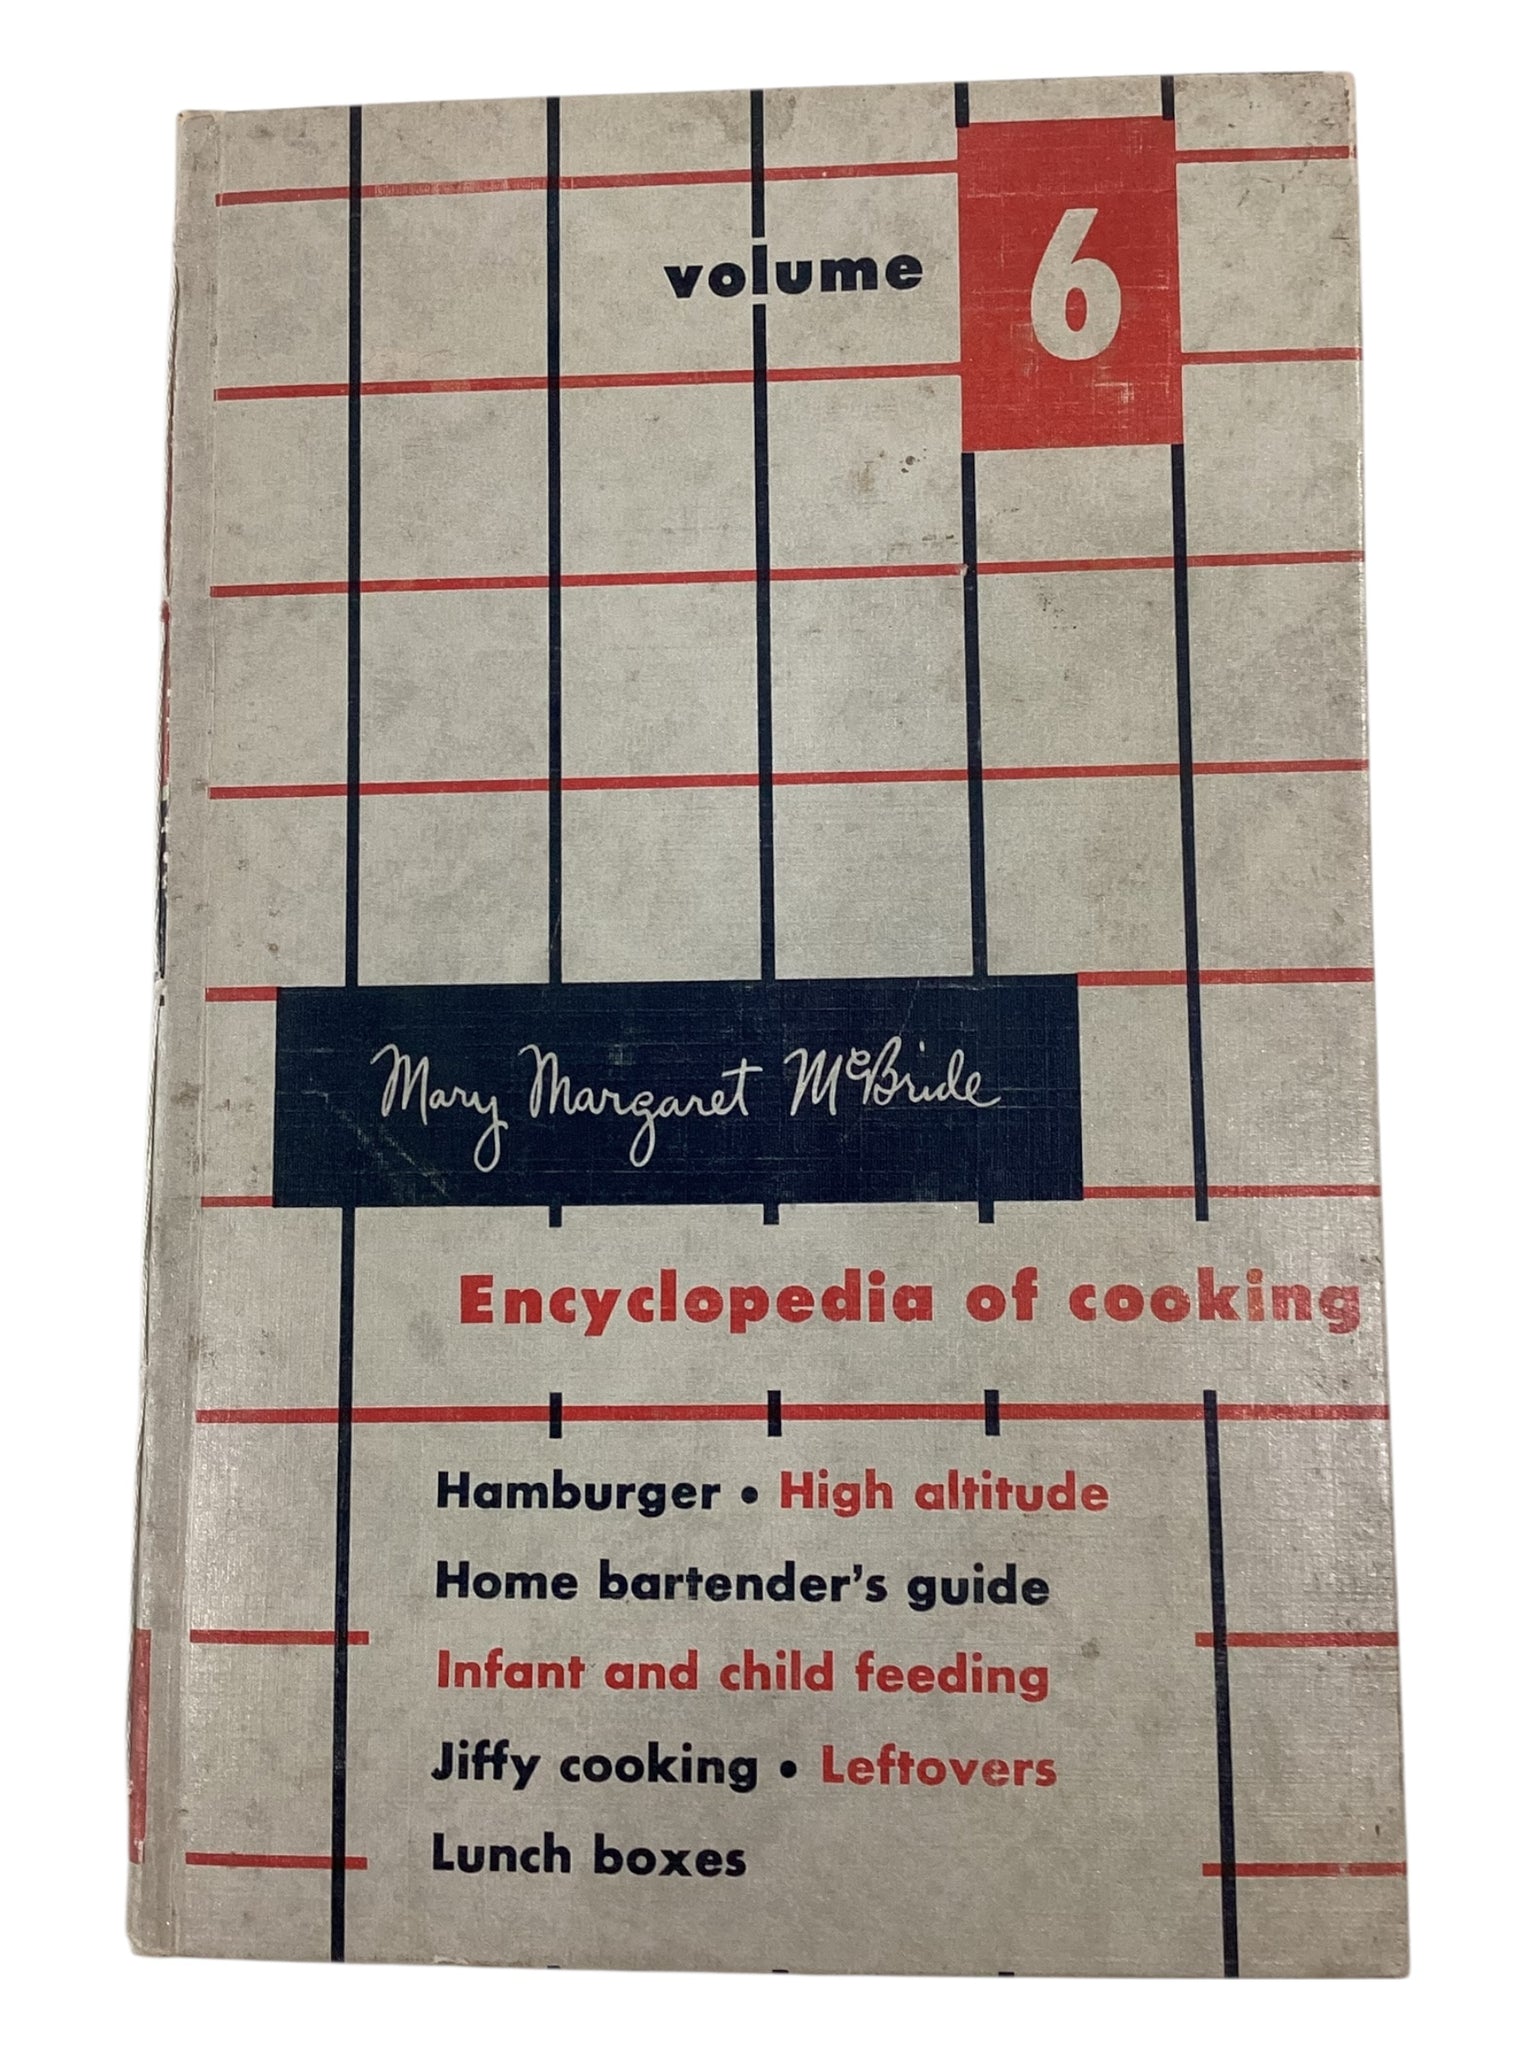 volume 6
Mary Margaret McBride
Encyclopedia of cooking
Hamburger • High altitude
Home bartender's guide
Infant and child feeding
Jiffy cooking • Leftovers
Lunch boxes